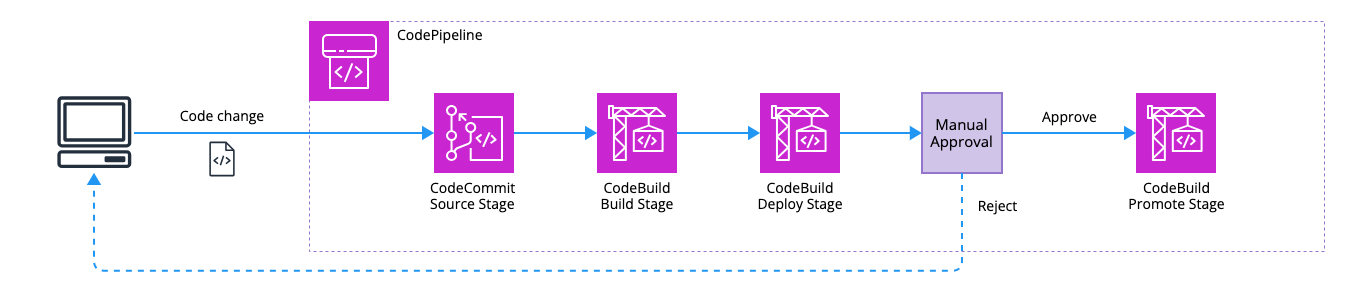 CodePipeline
Code change
</>
</>
</>
</>
</>
</>
CodeCommit
Source Stage
CodeBuild
Build Stage
CodeBuild
Deploy Stage
Manual
Approval
Approve
Reject
CodeBuild
Promote Stage